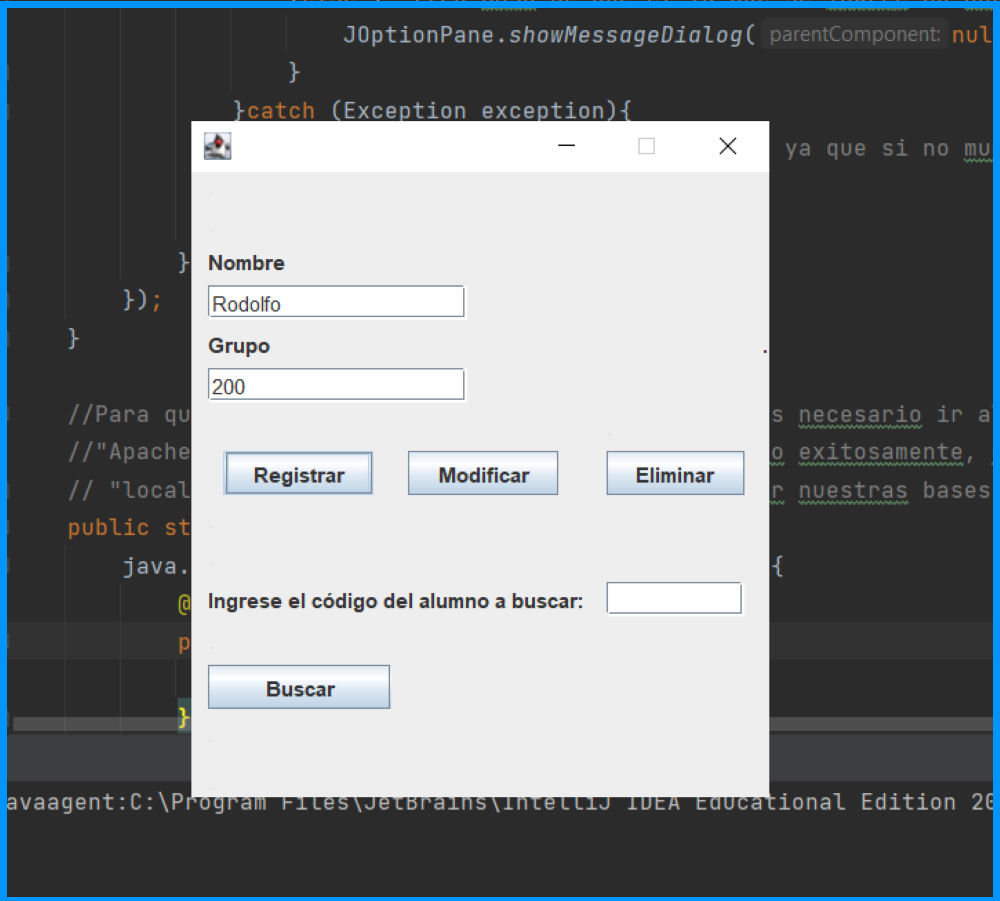 JOptionPane.showMessageDialog( parentComponent: nul
}
}catch (Exception exception){
ya que si no mu
}
Nombre
});
Rodolfo
}
Grupo
.
200
//Para qu s necesario ir a
//"Apache o exitosamente,
// "local r nuestras bases
Registrar Modificar Eliminar
public st
java. {
@
Ingrese el código del alumno a buscar:
p
Buscar
}
avaagent:C:\Program Files\JetBrains\IntelliJ IDEA Educational Edition 20